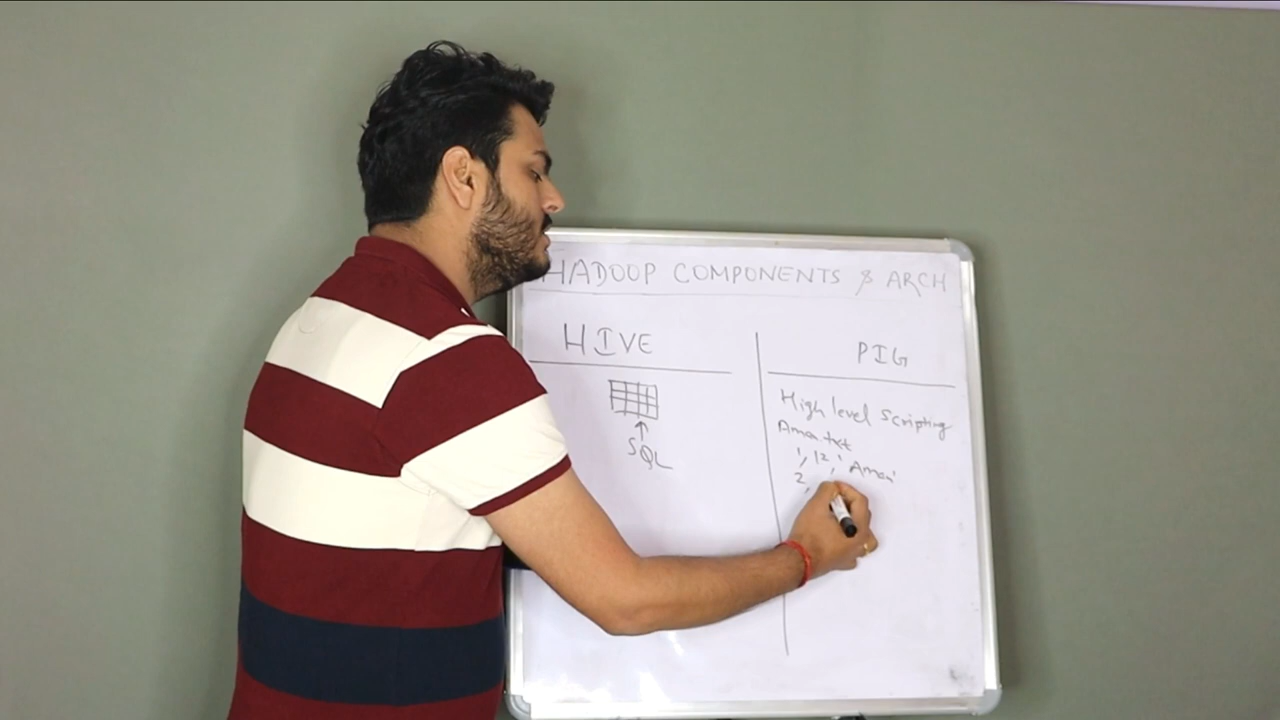 HADOOP COMPONENTS & ARCH
HIVE
SQL
PIG
High level Scripting
Aman txt
1, 12, Aman
2,